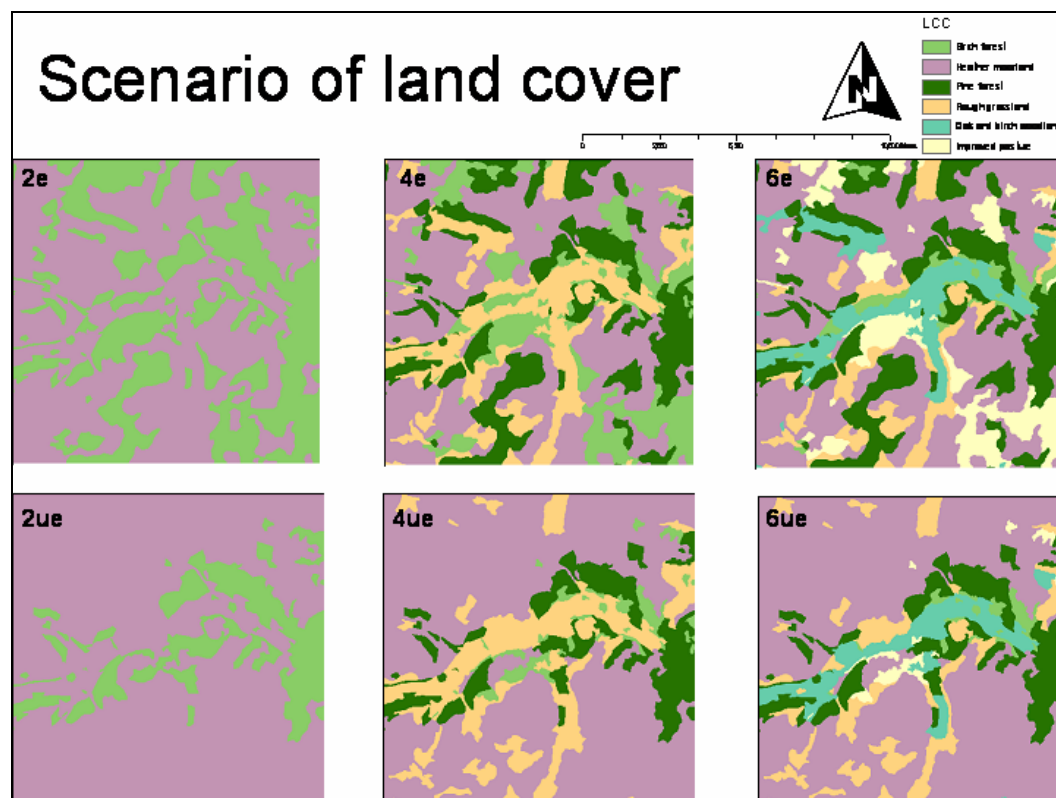 LCC
Scenario of land cover
N
Birch forest
Heather moorland
Pine forest
Rough grassland
Oak and birch woodland
Improved pasture
0
2e
4e
6e
2ue
4ue
6ue